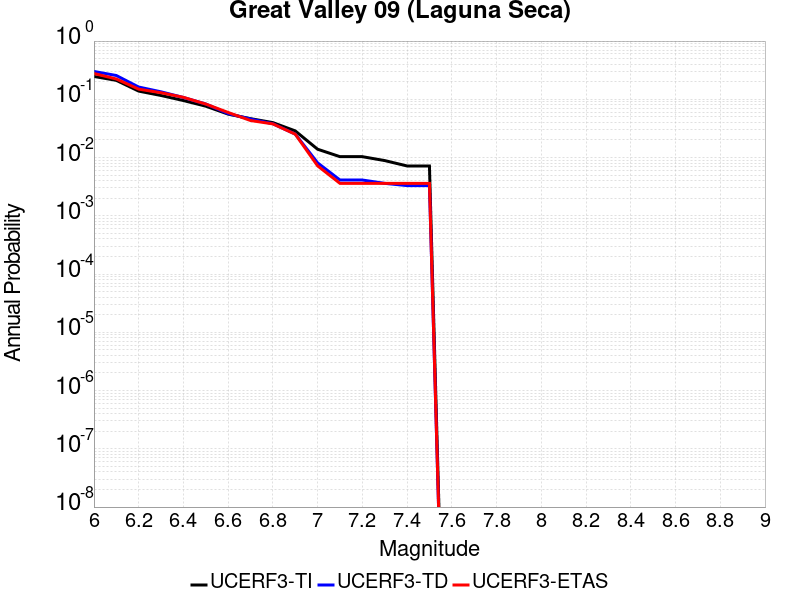 Great Valley 09 (Laguna Seca)
10^0
10^-1
10^-2
10^-3
10^-4
10^-5
10^-6
10^-7
10^-8
Annual Probability
6 6.2 6.4 6.6 6.8 7 7.2 7.4 7.6 7.8 8 8.2 8.4 8.6 8.8 9
Magnitude
UCERF3-TI UCERF3-TD UCERF3-ETAS